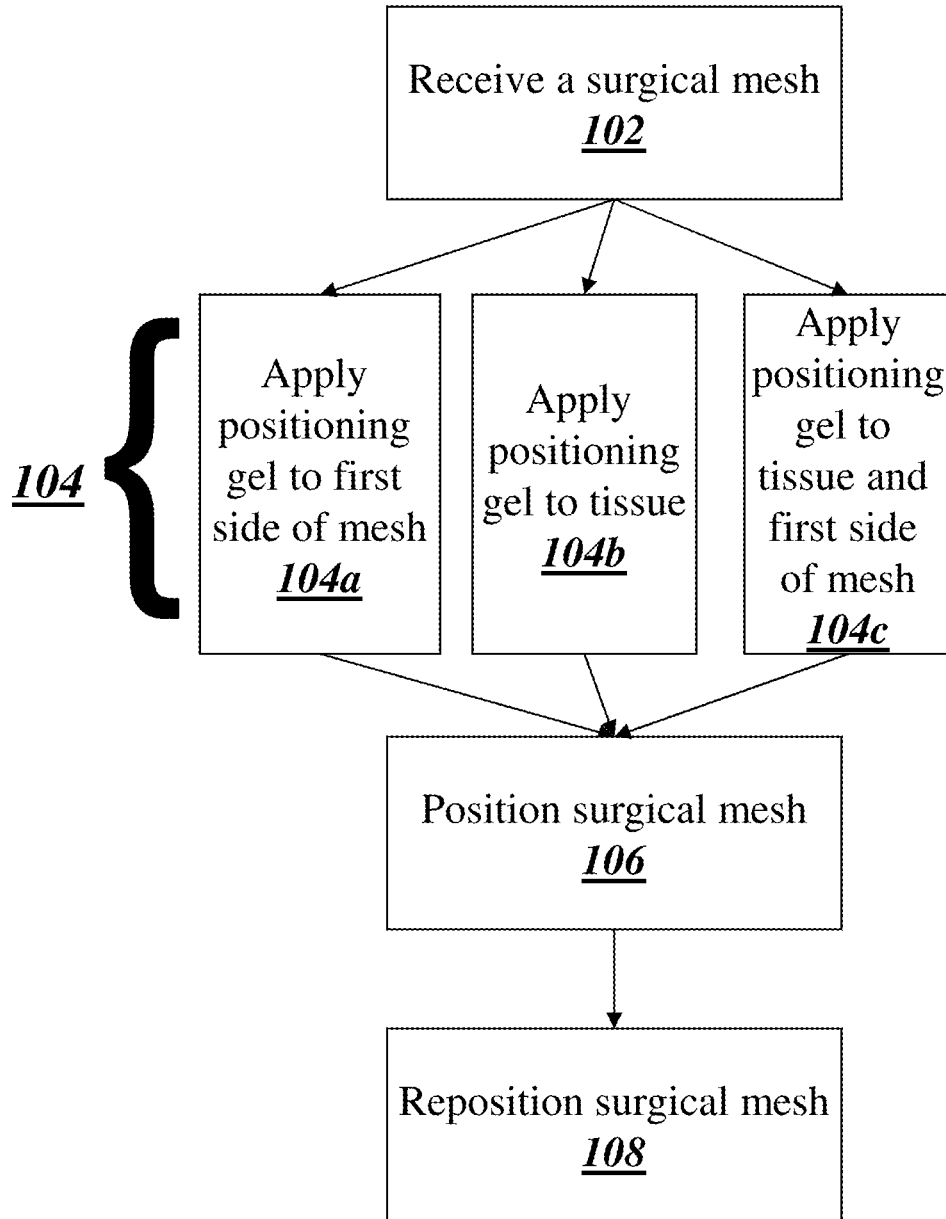 Receive a surgical mesh
102
104
Apply
positioning
gel to first
side of mesh
104a
Apply
positioning
gel to tissue
104b
Apply
positioning
gel to
tissue and
first side
of mesh
104c
Position surgical mesh
106
Reposition surgical mesh
108